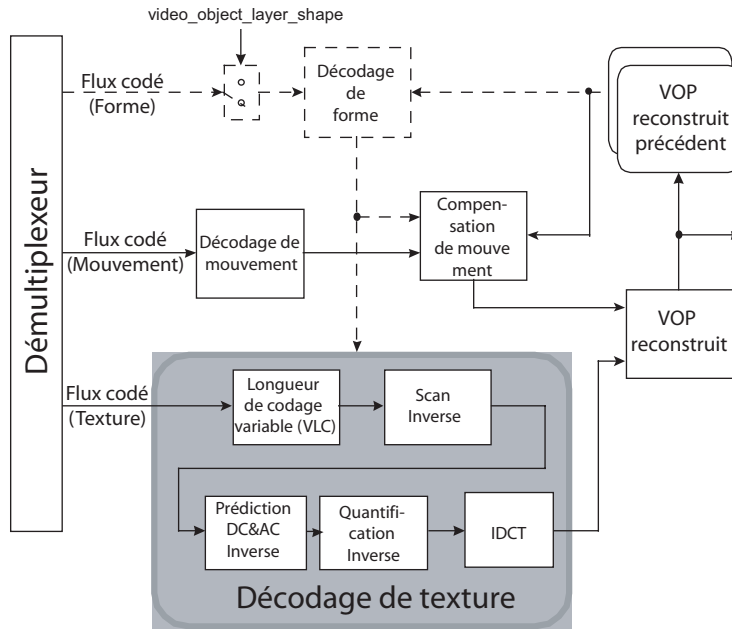 video_object_layer_shape
Démultiplexeur
Flux codé
(Forme)
Décodage
de
forme
VOP
reconstruit
précédent
Flux codé
(Mouvement)
Décodage de
mouvement
Compen-
sation
de mouve
ment
VOP
reconstruit
Flux codé
(Texture)
Longueur
de codage
variable (VLC)
Scan
Inverse
Prédiction
DC&AC
Inverse
Quantifi-
cation
Inverse
IDCT
Décodage de texture